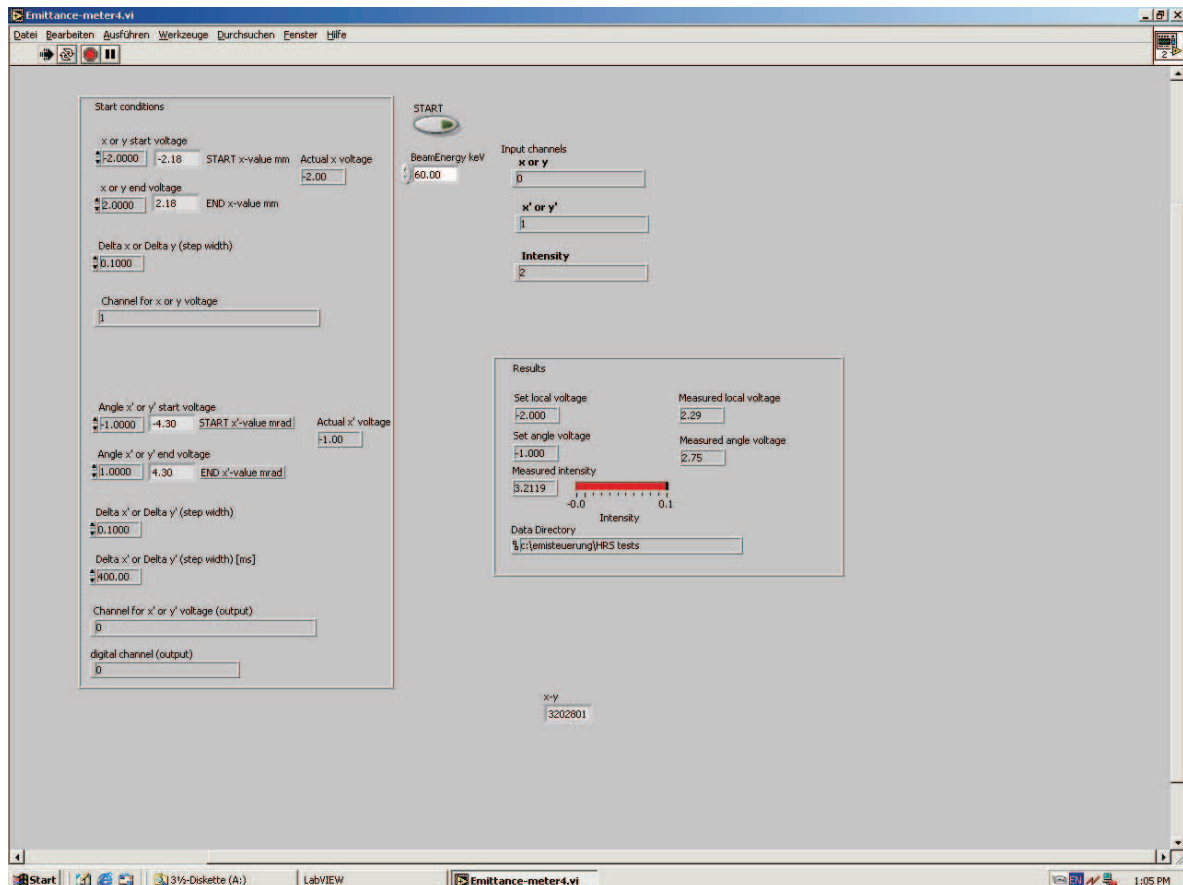 Emittance-meter4.vi
Datei Bearbeiten Ausführen Werkzeuge Durchsuchen Fenster Hilfe
2
Start conditions
x or y start voltage
-2.0000 -2.18 START x-value mm
Actual x voltage
-2.00
x or y end voltage
2.0000 2.18 END x-value mm
Delta x or Delta y (step width)
0.1000
Channel for x or y voltage
1
Angle x' or y' start voltage
-1.0000 -4.30 START x'-value mrad
Actual x' voltage
-1.00
Angle x' or y' end voltage
1.0000 4.30 END x'-value mrad
Delta x' or Delta y' (step width)
0.1000
Delta x' or Delta y' (step width) [ms]
400.00
Channel for x' or y' voltage (output)
0
digital channel (output)
0
START
BeamEnergy keV
60.00
Input channels
x or y
0
x' or y'
1
Intensity
2
Results
Set local voltage
-2.000
Measured local voltage
2.29
Set angle voltage
-1.000
Measured angle voltage
2.75
Measured intensity
3.2119
-0.0 0.1
Intensity
Data Directory
c:\emisteuerung\HRS tests
x-y
3202801
Start 3½-Diskette (A:) LabVIEW Emittance-meter4.vi EN 1:05 PM